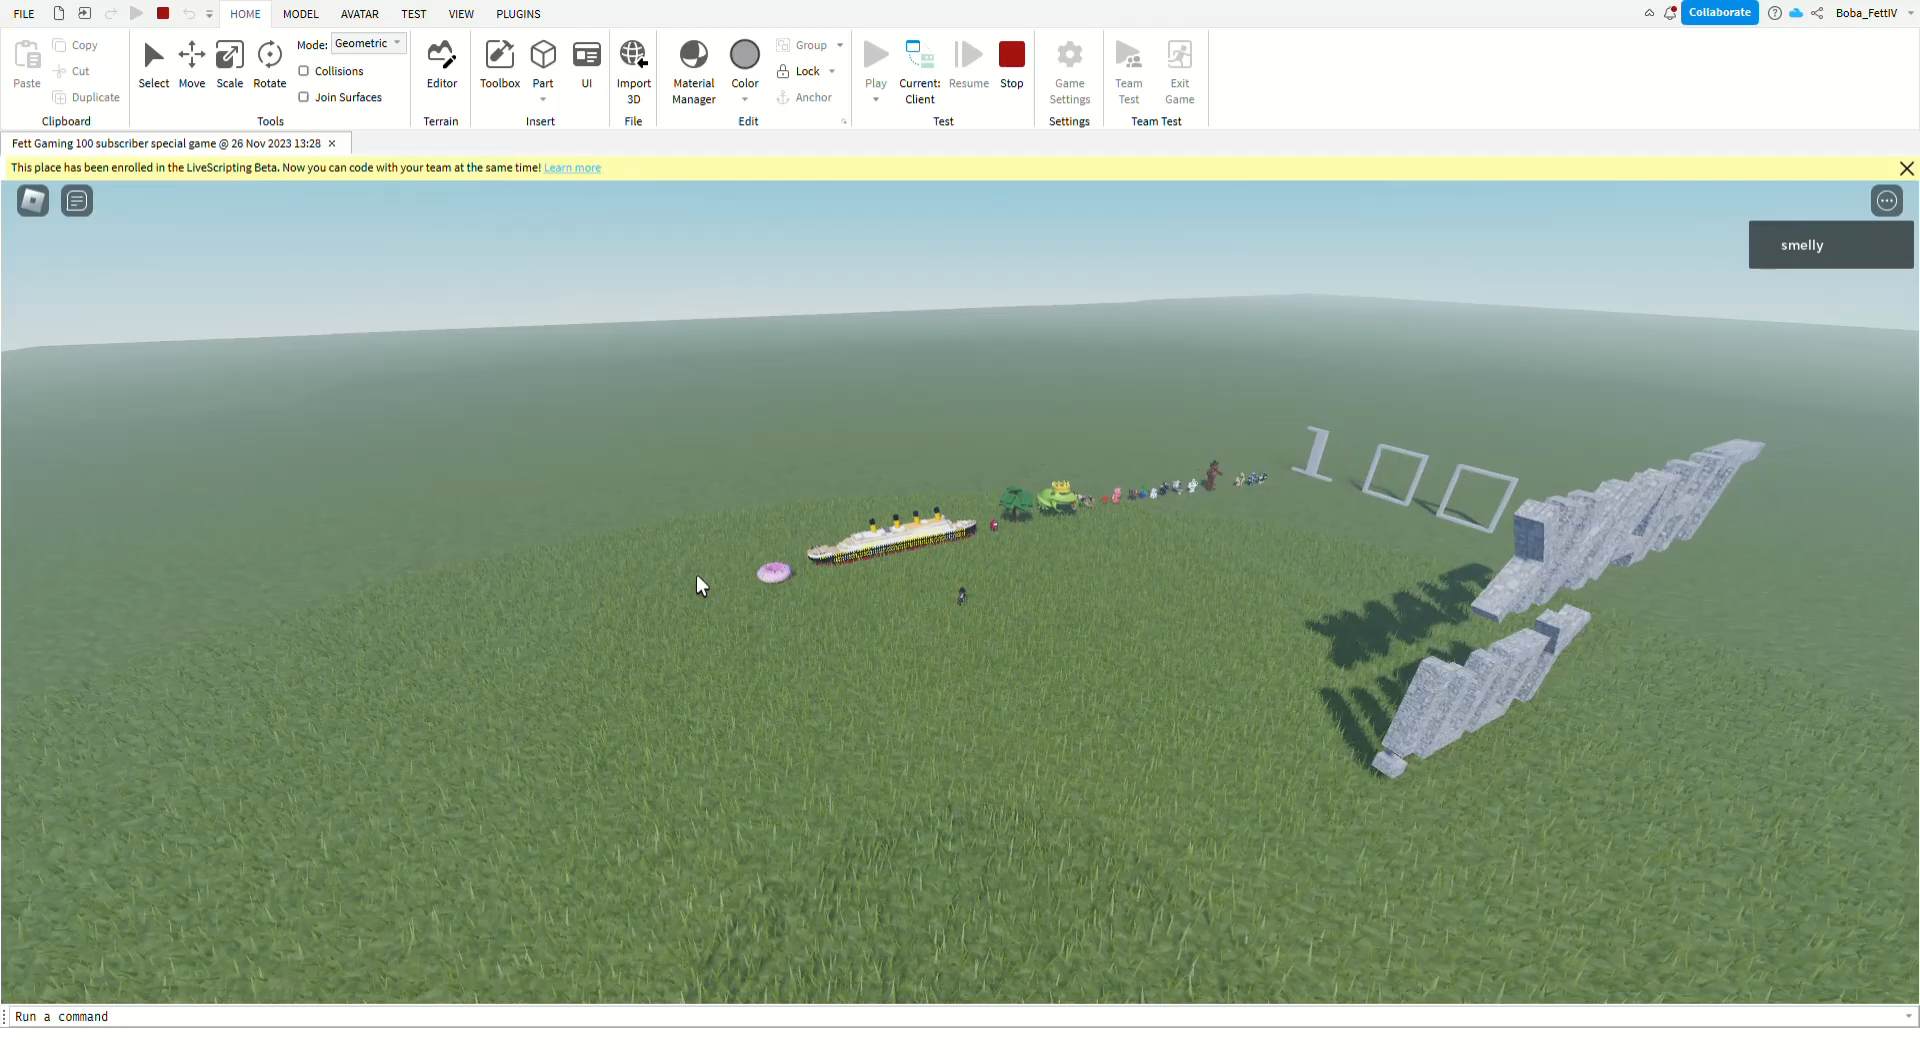 FILE HOME MODEL AVATAR TEST VIEW PLUGINS Collaborate Boba_FettIV
Paste Copy Cut Duplicate
Clipboard
Select Move Scale Rotate
Mode: Geometric
Collisions
Join Surfaces
Tools
Editor
Terrain
Toolbox Part UI
Insert
Import 3D
File
Material Manager Color
Group
Lock
Anchor
Edit
Play Current: Client Resume Stop
Test
Game Settings
Settings
Team Test Exit Game
Team Test
Fett Gaming 100 subscriber special game @ 26 Nov 2023 13:28
This place has been enrolled in the LiveScripting Beta. Now you can code with your team at the same time! Learn more
smelly
100
Run a command